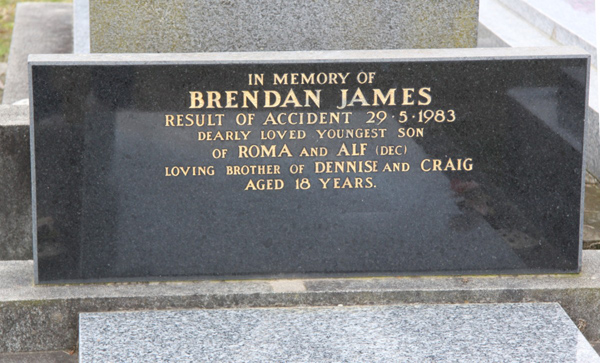 IN MEMORY OF
BRENDAN JAMES
RESULT OF ACCIDENT 29·5·1983
DEARLY LOVED YOUNGEST SON
OF ROMA AND ALF (DEC)
LOVING BROTHER OF DENNISE AND CRAIG
AGED 18 YEARS.